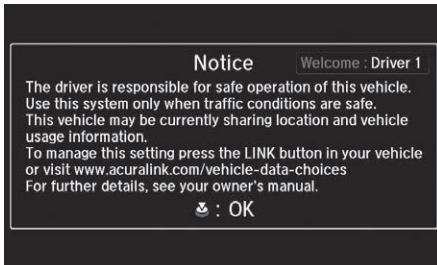 Notice
Welcome : Driver 1
The driver is responsible for safe operation of this vehicle.
Use this system only when traffic conditions are safe.
This vehicle may be currently sharing location and vehicle
usage information.
To manage this setting press the LINK button in your vehicle
or visit www.acuralink.com/vehicle-data-choices
For further details, see your owner's manual.
: OK